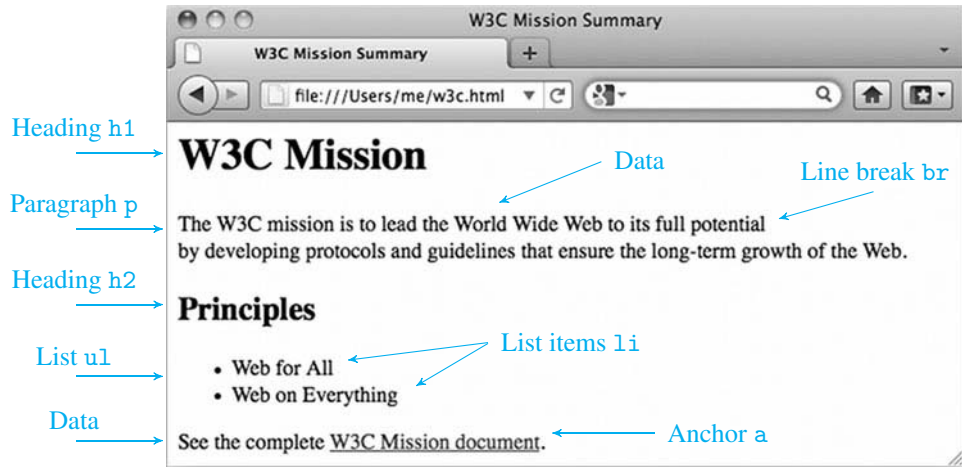 W3C Mission Summary
W3C Mission Summary +
file:///Users/me/w3c.html
Heading h1
W3C Mission
Data
Line break br
Paragraph p
The W3C mission is to lead the World Wide Web to its full potential
by developing protocols and guidelines that ensure the long-term growth of the Web.
Heading h2
Principles
List ul
List items li
• Web for All
• Web on Everything
Data
See the complete W3C Mission document.
Anchor a